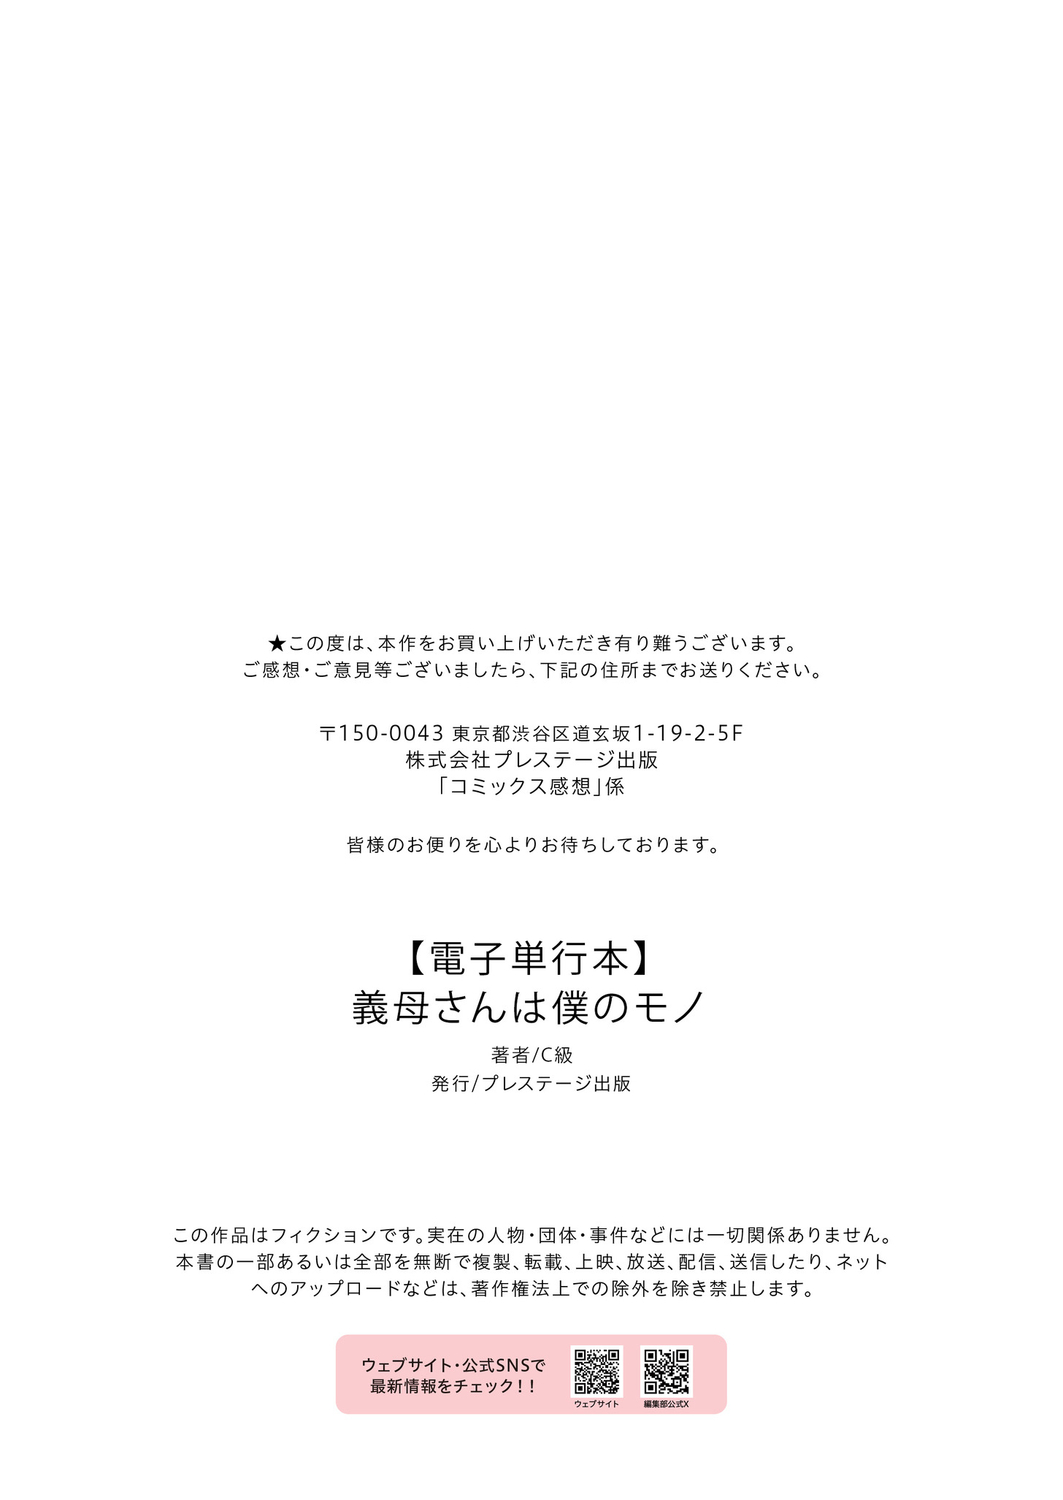 ★この度は、本作をお買い上げいただき有り難うございます。
ご感想・ご意見等ございましたら、下記の住所までお送りください。
〒150-0043 東京都渋谷区道玄坂1-19-2-5F
株式会社プレステージ出版
「コミックス感想」係
皆様のお便りを心よりお待ちしております。
【電子単行本】
義母さんは僕のモノ
著者/C級
発行/プレステージ出版
この作品はフィクションです。実在の人物・団体・事件などには一切関係ありません。
本書の一部あるいは全部を無断で複製、転載、上映、放送、配信、送信したり、ネット
へのアップロードなどは、著作権法上での除外を除き禁止します。
ウェブサイト・公式SNSで
最新情報をチェック！！
ウェブサイト
編集部公式X